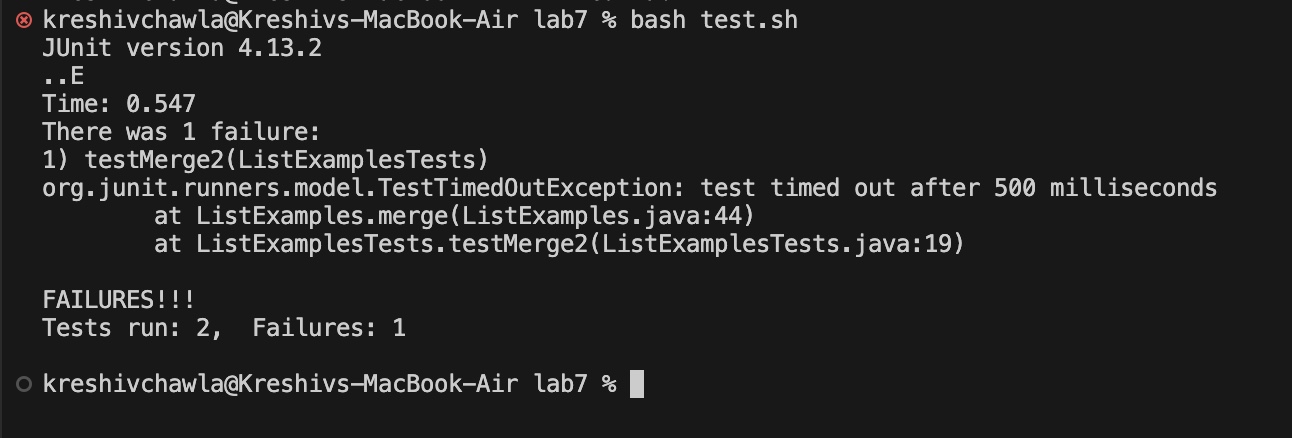 kreshivchawla@Kreshivs-MacBook-Air lab7 % bash test.sh
JUnit version 4.13.2
..E
Time: 0.547
There was 1 failure:
1) testMerge2(ListExamplesTests)
org.junit.runners.model.TestTimedOutException: test timed out after 500 milliseconds
at ListExamples.merge(ListExamples.java:44)
at ListExamplesTests.testMerge2(ListExamplesTests.java:19)
FAILURES!!!
Tests run: 2,  Failures: 1
kreshivchawla@Kreshivs-MacBook-Air lab7 %